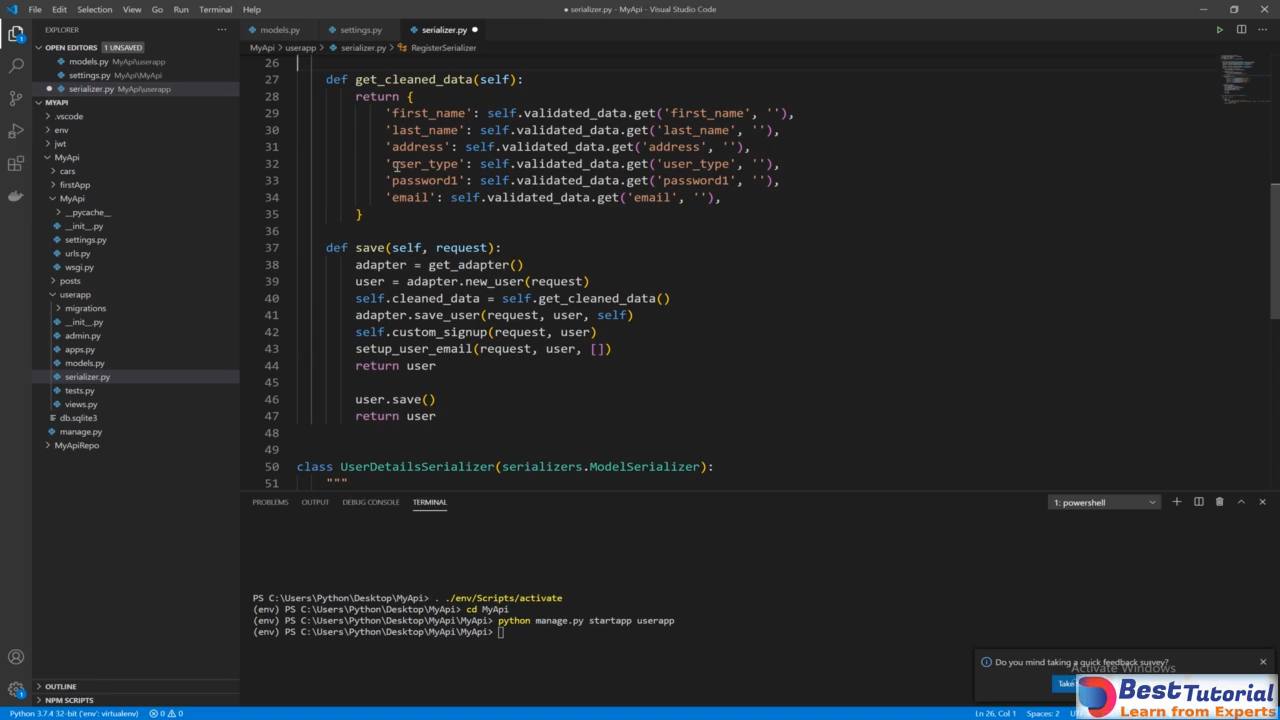 File Edit Selection View Go Run Terminal Help
● serializer.py - MyApi - Visual Studio Code
EXPLORER
models.py settings.py serializer.py ●
OPEN EDITORS 1 UNSAVED
MyApi > userapp > serializer.py > RegisterSerializer
models.py MyApi\userapp
settings.py MyApi\MyApi
serializer.py MyApi\userapp
MYAPI
.vscode
env
jwt
MyApi
cars
firstApp
MyApi
__pycache__
__init__.py
settings.py
urls.py
wsgi.py
posts
userapp
migrations
__init__.py
admin.py
apps.py
models.py
serializer.py
tests.py
views.py
db.sqlite3
manage.py
MyApiRepo
OUTLINE
NPM SCRIPTS
26
27 def get_cleaned_data(self):
28 return {
29 'first_name': self.validated_data.get('first_name', ''),
30 'last_name': self.validated_data.get('last_name', ''),
31 'address': self.validated_data.get('address', ''),
32 'user_type': self.validated_data.get('user_type', ''),
33 'password1': self.validated_data.get('password1', ''),
34 'email': self.validated_data.get('email', ''),
35 }
36
37 def save(self, request):
38 adapter = get_adapter()
39 user = adapter.new_user(request)
40 self.cleaned_data = self.get_cleaned_data()
41 adapter.save_user(request, user, self)
42 self.custom_signup(request, user)
43 setup_user_email(request, user, [])
44 return user
45
46 user.save()
47 return user
48
49
50 class UserDetailsSerializer(serializers.ModelSerializer):
51 """
PROBLEMS OUTPUT DEBUG CONSOLE TERMINAL
1: powershell
PS C:\Users\Python\Desktop\MyApi> . ./env/Scripts/activate
(env) PS C:\Users\Python\Desktop\MyApi> cd MyApi
(env) PS C:\Users\Python\Desktop\MyApi\MyApi> python manage.py startapp userapp
(env) PS C:\Users\Python\Desktop\MyApi\MyApi>
Do you mind taking a quick feedback survey?
Activate Windows
Take
BestTutorial
Learn from Experts
Python 3.7.4 32-bit ('env': virtualenv) 0 0
Ln 26, Col 1 Spaces: 2